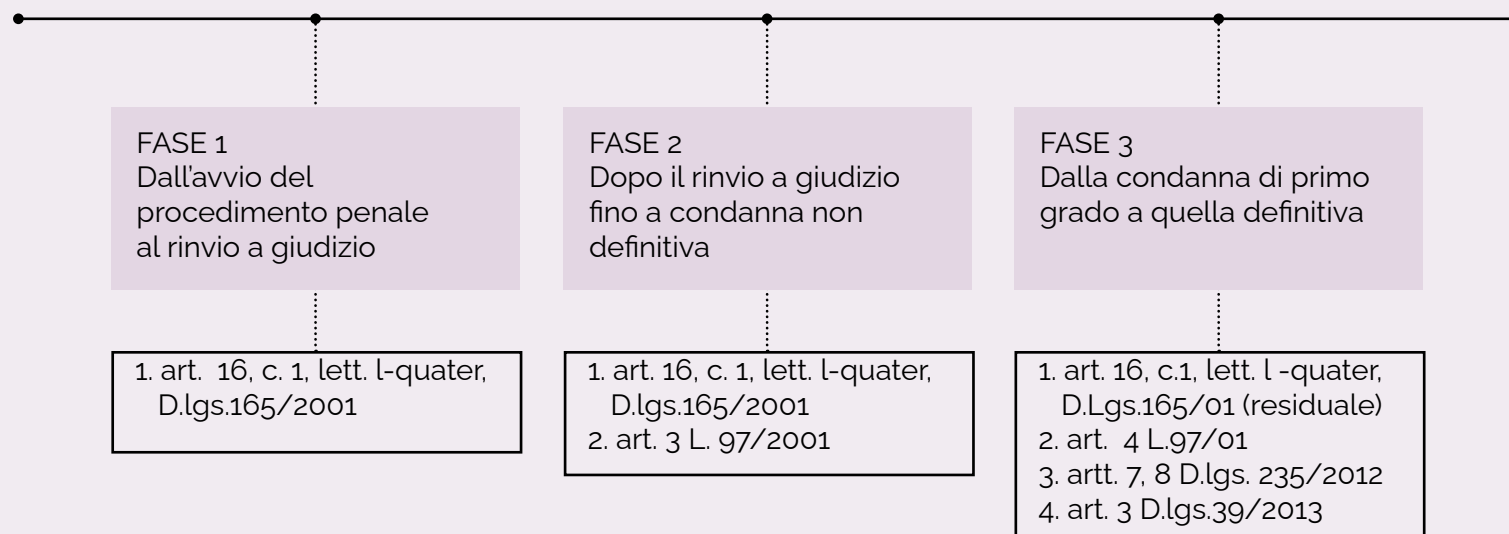 FASE 1
Dall'avvio del
procedimento penale
al rinvio a giudizio
1. art.  16, c. 1, lett. l-quater,
D.lgs.165/2001
FASE 2
Dopo il rinvio a giudizio
fino a condanna non
definitiva
1. art. 16, c. 1, lett. l-quater,
D.lgs.165/2001
2. art. 3 L. 97/2001
FASE 3
Dalla condanna di primo
grado a quella definitiva
1. art. 16, c.1, lett. l -quater,
D.Lgs.165/01 (residuale)
2. art.  4 L.97/01
3. artt. 7, 8 D.lgs. 235/2012
4. art. 3 D.lgs.39/2013